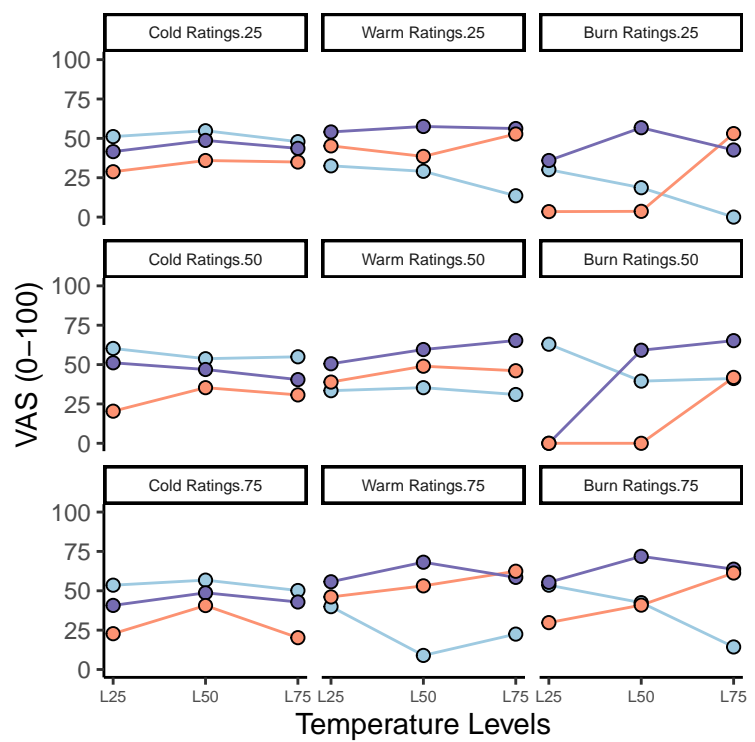 Cold Ratings.25 Warm Ratings.25 Burn Ratings.25
100
75
50
25
0
Cold Ratings.50 Warm Ratings.50 Burn Ratings.50
100
75
50
25
0
VAS (0−100)
Cold Ratings.75 Warm Ratings.75 Burn Ratings.75
100
75
50
25
0
L25 L50 L75 L25 L50 L75 L25 L50 L75
Temperature Levels